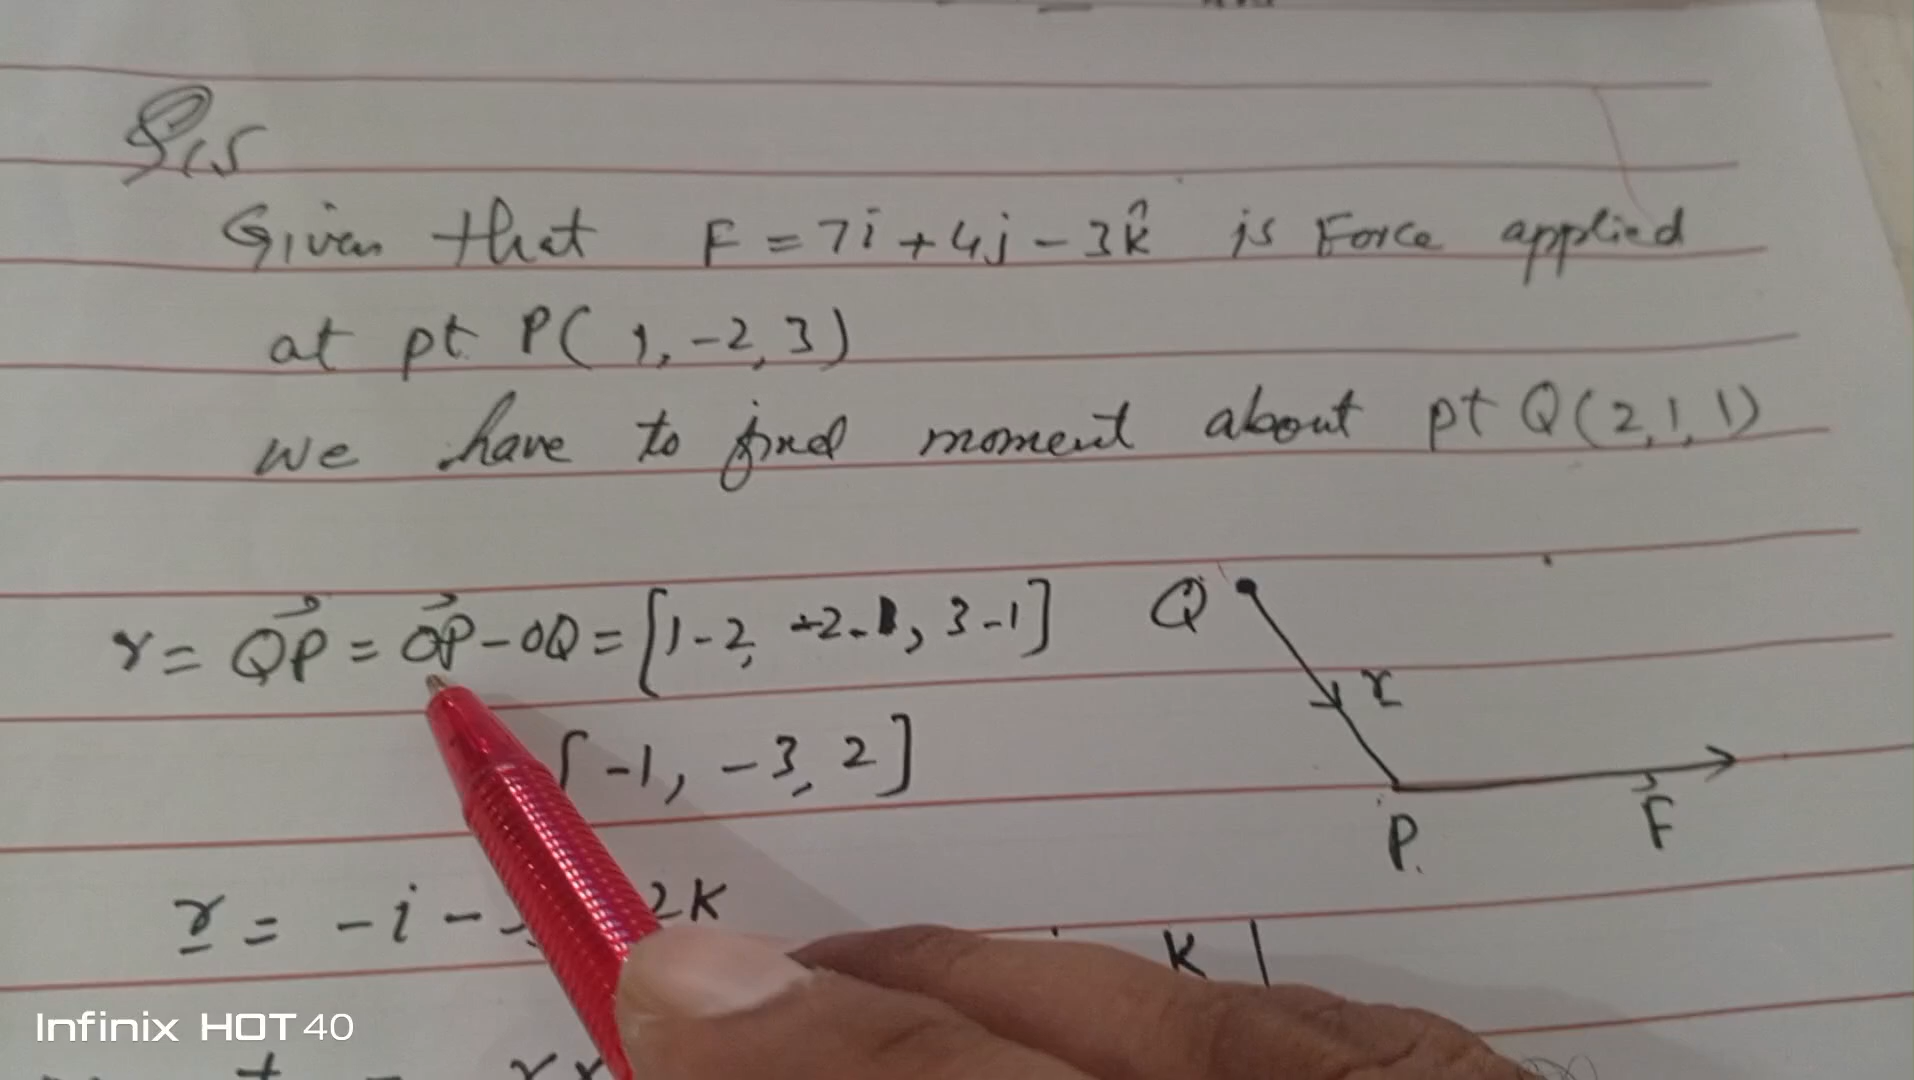 Q15
Given that F = 7i + 4j - 3k̂ is Force applied
at pt. P( 1, -2, 3)
we have to find moment about pt Q(2,1,1)
r = QP = OP - OQ = [1-2, -2-1, 3-1]
[-1, -3, 2]
Q
r
P.
F
r = -i - 2k
k |
Infinix HOT 40